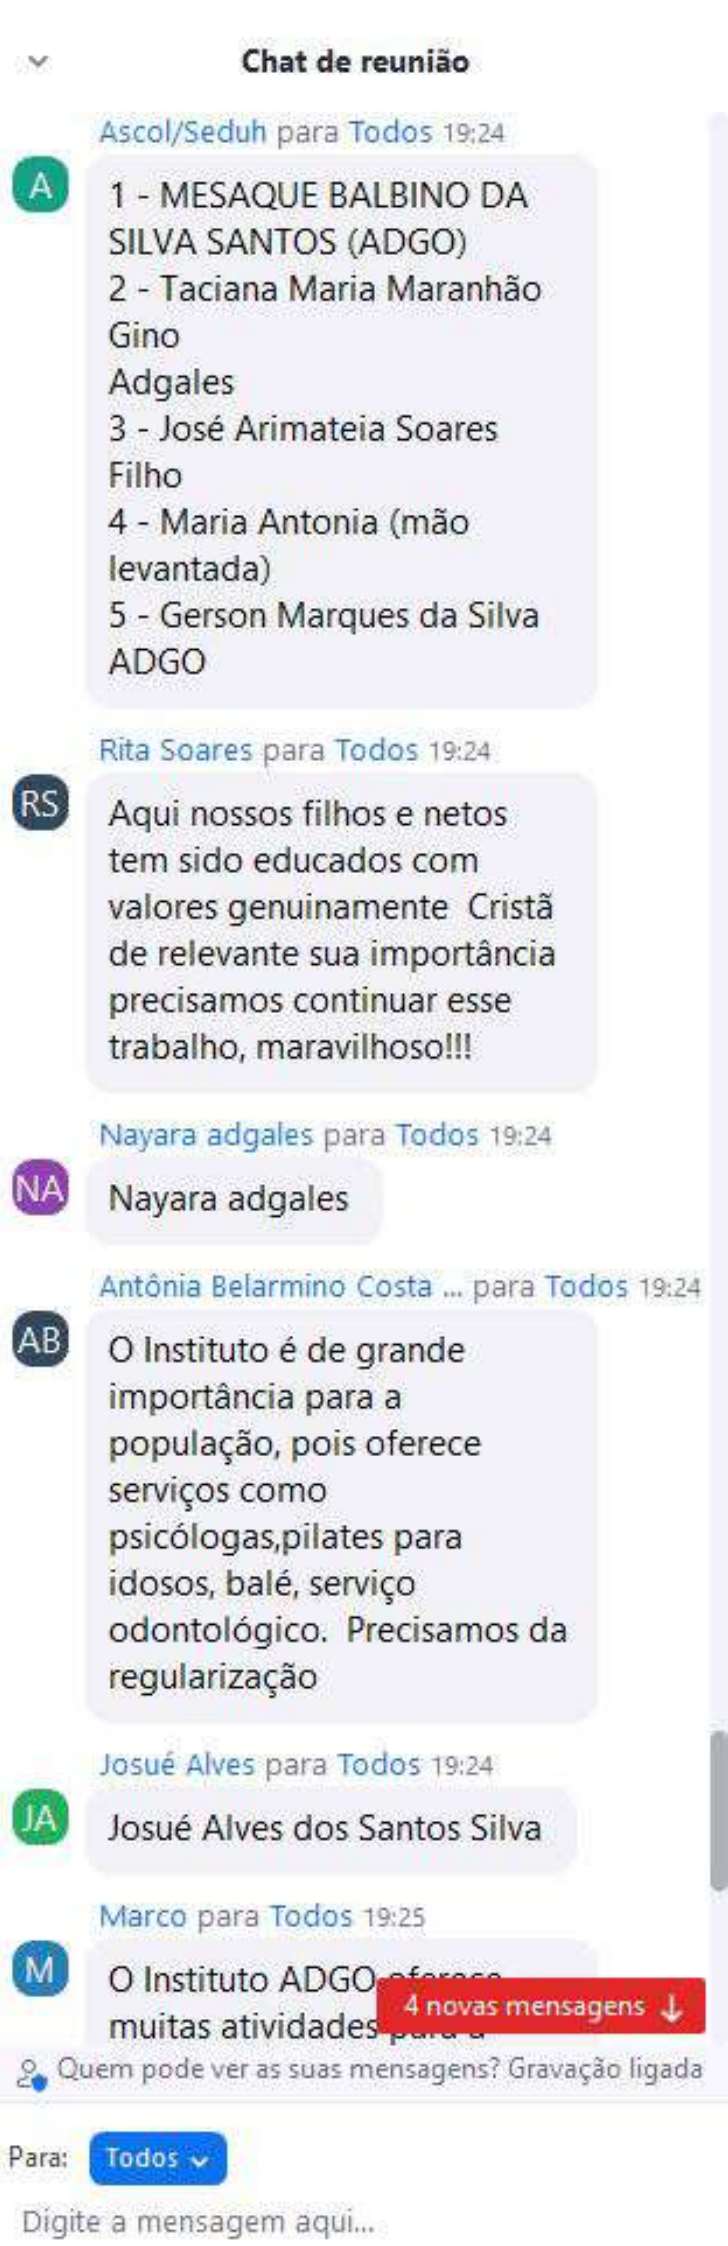 Chat de reunião
Ascol/Seduh para Todos 19:24
A
1 - MESAQUE BALBINO DA
SILVA SANTOS (ADGO)
2 - Taciana Maria Maranhão
Gino
Adgales
3 - José Arimateia Soares
Filho
4 - Maria Antonia (mão
levantada)
5 - Gerson Marques da Silva
ADGO
Rita Soares para Todos 19:24
RS
Aqui nossos filhos e netos
tem sido educados com
valores genuinamente  Cristã
de relevante sua importância
precisamos continuar esse
trabalho, maravilhoso!!!
Nayara adgales para Todos 19:24
NA
Nayara adgales
Antônia Belarmino Costa ... para Todos 19:24
AB
O Instituto é de grande
importância para a
população, pois oferece
serviços como
psicólogas,pilates para
idosos, balé, serviço
odontológico.  Precisamos da
regularização
Josué Alves para Todos 19:24
JA
Josué Alves dos Santos Silva
Marco para Todos 19:25
M
O Instituto ADGO oferece
muitas atividades para a
4 novas mensagens ↓
Quem pode ver as suas mensagens? Gravação ligada
Para: Todos
Digite a mensagem aqui...